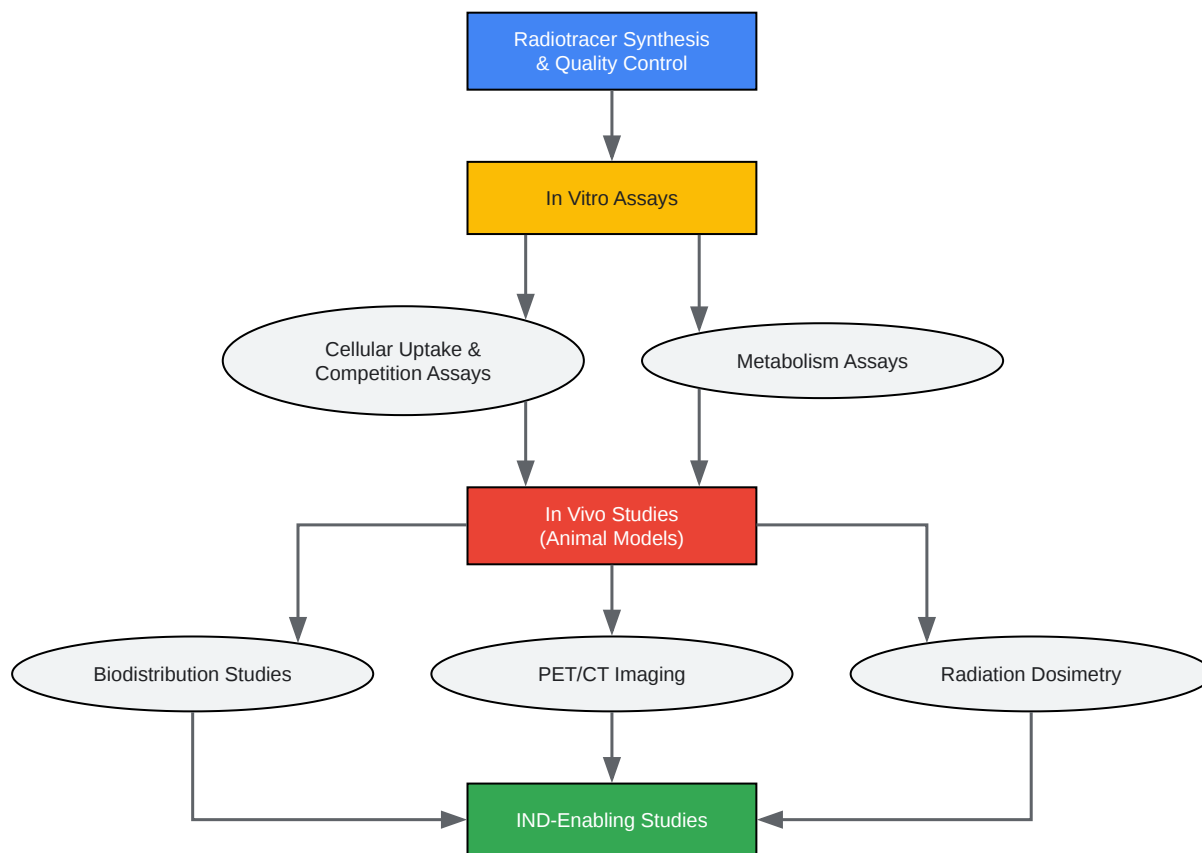 Radiotracer Synthesis
& Quality Control
In Vitro Assays
Cellular Uptake &
Competition Assays
Metabolism Assays
In Vivo Studies
(Animal Models)
Biodistribution Studies
PET/CT Imaging
Radiation Dosimetry
IND-Enabling Studies